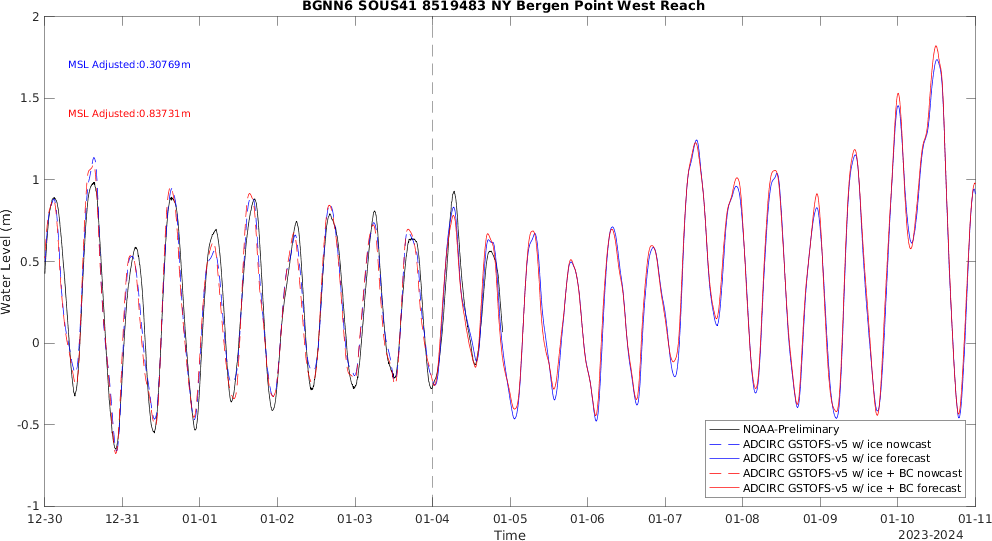 BGNN6 SOUS41 8519483 NY Bergen Point West Reach
2
1.5
1
0.5
0
-0.5
-1
Water Level (m)
MSL Adjusted:0.30769m
MSL Adjusted:0.83731m
NOAA-Preliminary
ADCIRC GSTOFS-v5 w/ ice nowcast
ADCIRC GSTOFS-v5 w/ ice forecast
ADCIRC GSTOFS-v5 w/ ice + BC nowcast
ADCIRC GSTOFS-v5 w/ ice + BC forecast
12-30 12-31 01-01 01-02 01-03 01-04 01-05 01-06 01-07 01-08 01-09 01-10 01-11
Time
2023-2024